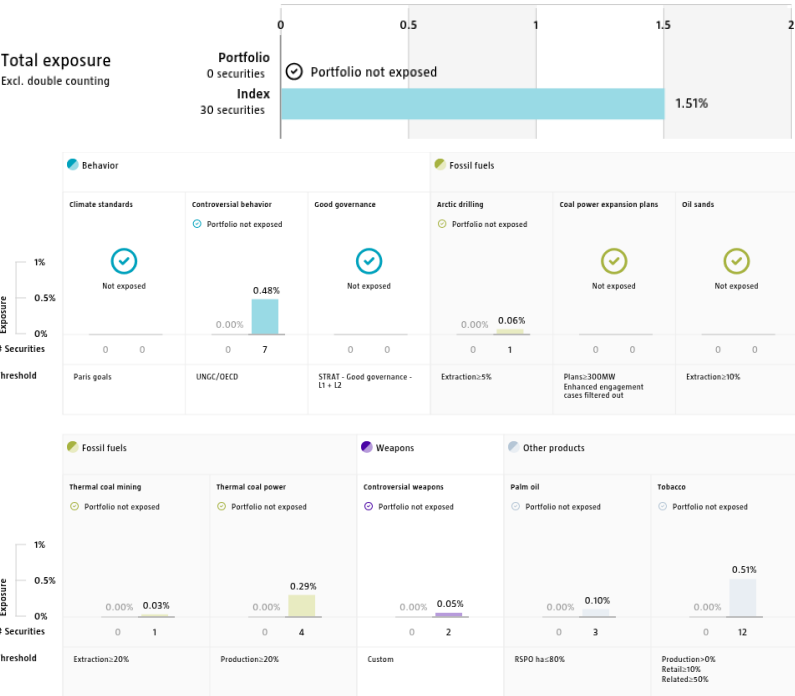 0 0.5 1 1.5 2
Total exposure
Excl. double counting
Portfolio
0 securities
Portfolio not exposed
Index
30 securities
1.51%
Behavior
Fossil fuels
Climate standards
Controversial behavior
Good governance
Arctic drilling
Coal power expansion plans
Oil sands
Portfolio not exposed
Portfolio not exposed
Not exposed
Not exposed
Not exposed
Not exposed
Exposure
1%
0.5%
0%
0.00% 0.48%
0.00% 0.06%
# Securities
0 0
0 7
0 0
0 1
0 0
0 0
hreshold
Paris goals
UNGC/OECD
STRAT - Good governance -
L1 + L2
Extraction≥5%
Plans≥300MW
Enhanced engagement
cases filtered out
Extraction≥10%
Fossil fuels
Weapons
Other products
Thermal coal mining
Thermal coal power
Controversial weapons
Palm oil
Tobacco
Portfolio not exposed
Portfolio not exposed
Portfolio not exposed
Portfolio not exposed
Portfolio not exposed
Exposure
1%
0.5%
0%
0.00% 0.03%
0.00% 0.29%
0.00% 0.05%
0.00% 0.10%
0.00% 0.51%
# Securities
0 1
0 4
0 2
0 3
0 12
hreshold
Extraction≥20%
Production≥20%
Custom
RSPO ha≤80%
Production>0%
Retail≥10%
Related≥50%